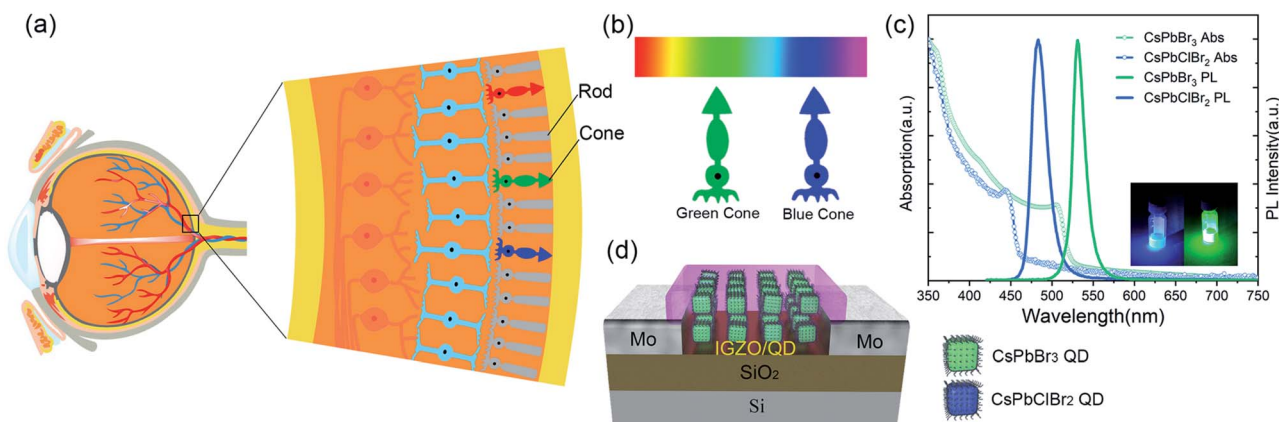 (a)
Rod
Cone
(b)
Green Cone
Blue Cone
(c)
CsPbBr3 Abs
CsPbClBr2 Abs
CsPbBr3 PL
CsPbClBr2 PL
Absorption(a.u.)
PL Intensity(a.u.)
350 400 450 500 550 600 650 700 750
Wavelength(nm)
(d)
Mo
Mo
IGZO/QD
SiO2
Si
CsPbBr3 QD
CsPbClBr2 QD